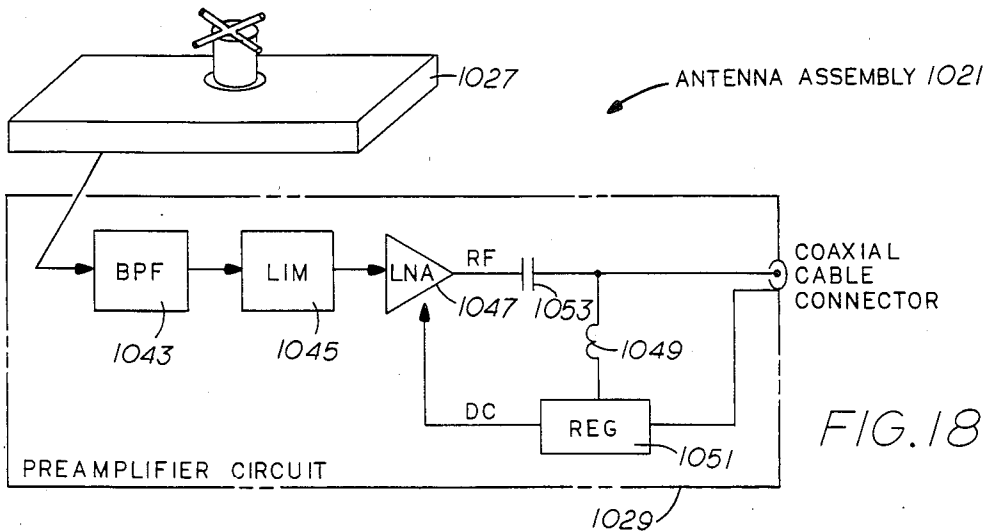 1027
ANTENNA ASSEMBLY 1021
BPF
LIM
LNA
RF
COAXIAL
CABLE
CONNECTOR
1043
1045
1047
1053
1049
DC
REG
1051
FIG.18
PREAMPLIFIER CIRCUIT
1029